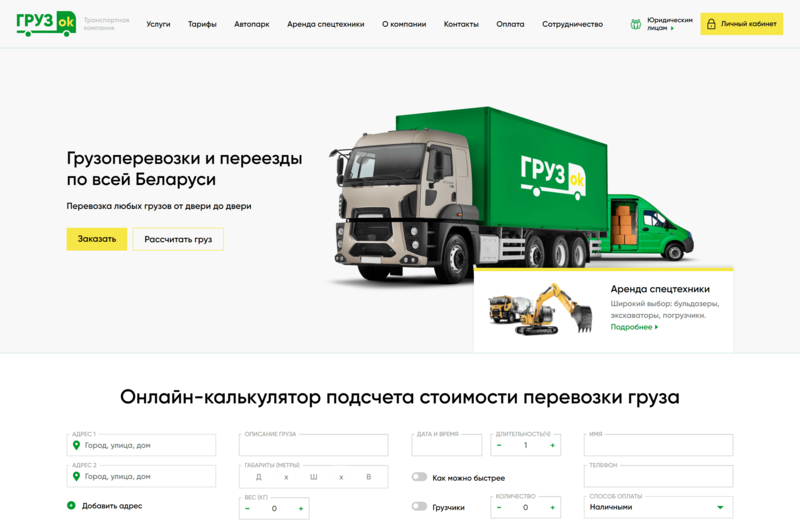 ГРУЗ ok
Транспортная
компания
Услуги Тарифы Автопарк Аренда спецтехники О компании Контакты Оплата Сотрудничество
Юридическим
лицам
Личный кабинет
Грузоперевозки и переезды
по всей Беларуси
Перевозка любых грузов от двери до двери
Заказать Рассчитать груз
ГРУЗ ok
Аренда спецтехники
Широкий выбор: бульдозеры,
экскаваторы, погрузчики.
Подробнее
Онлайн-калькулятор подсчета стоимости перевозки груза
АДРЕС 1 ОПИСАНИЕ ГРУЗА ДАТА И ВРЕМЯ ДЛИТЕЛЬНОСТЬ(Ч) ИМЯ
Город, улица, дом - 1 +
АДРЕС 2 ГАБАРИТЫ (МЕТРЫ) ТЕЛЕФОН
Город, улица, дом Д x Ш x В Как можно быстрее
ВЕС (КГ) КОЛИЧЕСТВО СПОСОБ ОПЛАТЫ
Добавить адрес - 0 + Грузчики - 0 + Наличными